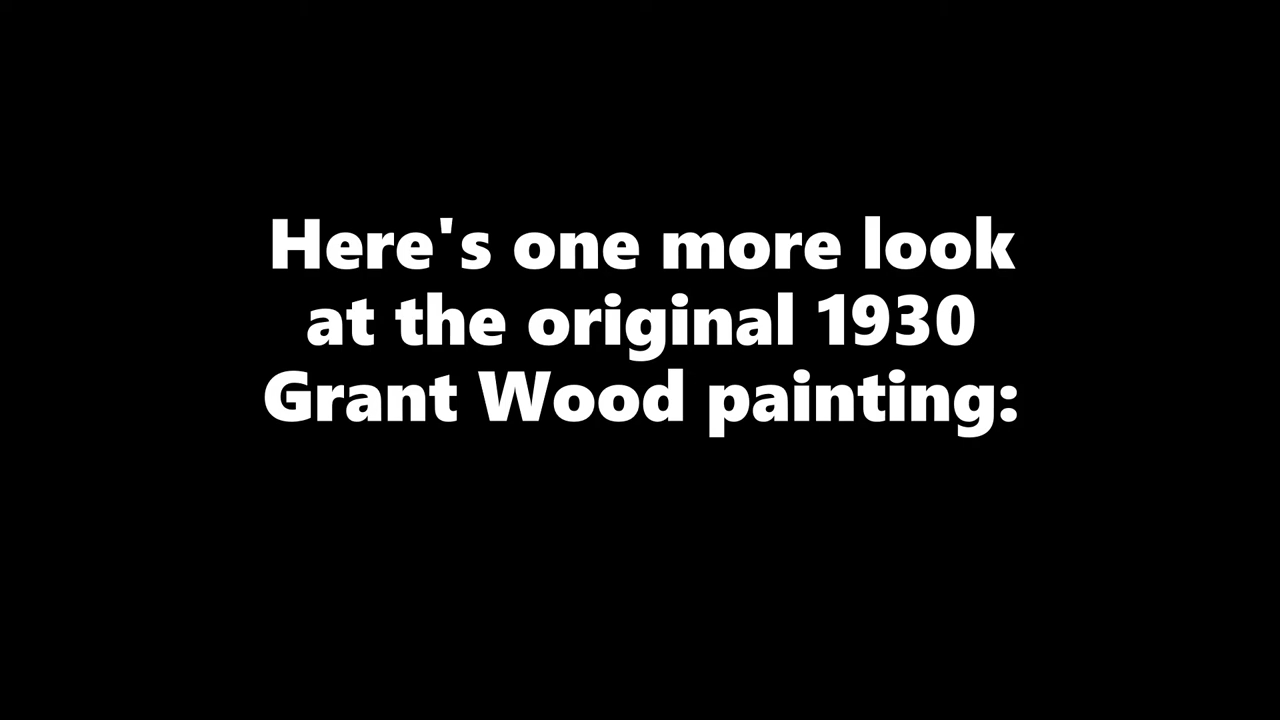 Here's one more look
at the original 1930
Grant Wood painting: